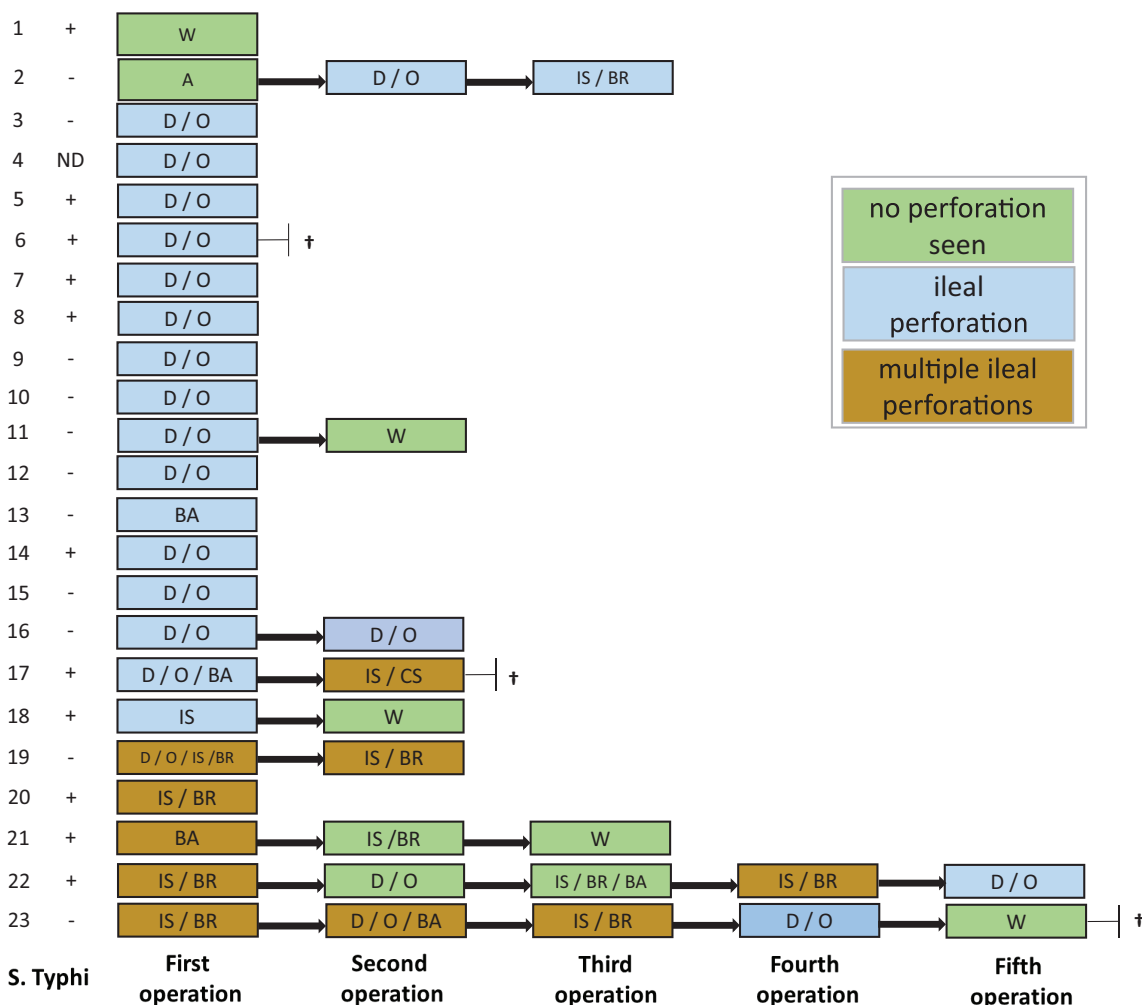 1 + W
2 - A D / O IS / BR
3 - D / O
4 ND D / O
5 + D / O
6 + D / O †
7 + D / O
8 + D / O
9 - D / O
10 - D / O
11 - D / O W
12 - D / O
13 - BA
14 + D / O
15 - D / O
16 - D / O D / O
17 + D / O / BA IS / CS †
18 + IS W
19 - D / O / IS /BR IS / BR
20 + IS / BR
21 + BA IS /BR W
22 + IS / BR D / O IS / BR / BA IS / BR D / O
23 - IS / BR D / O / BA IS / BR D / O W †
S. Typhi
First
operation
Second
operation
Third
operation
Fourth
operation
Fifth
operation
no perforation
seen
ileal
perforation
multiple ileal
perforations